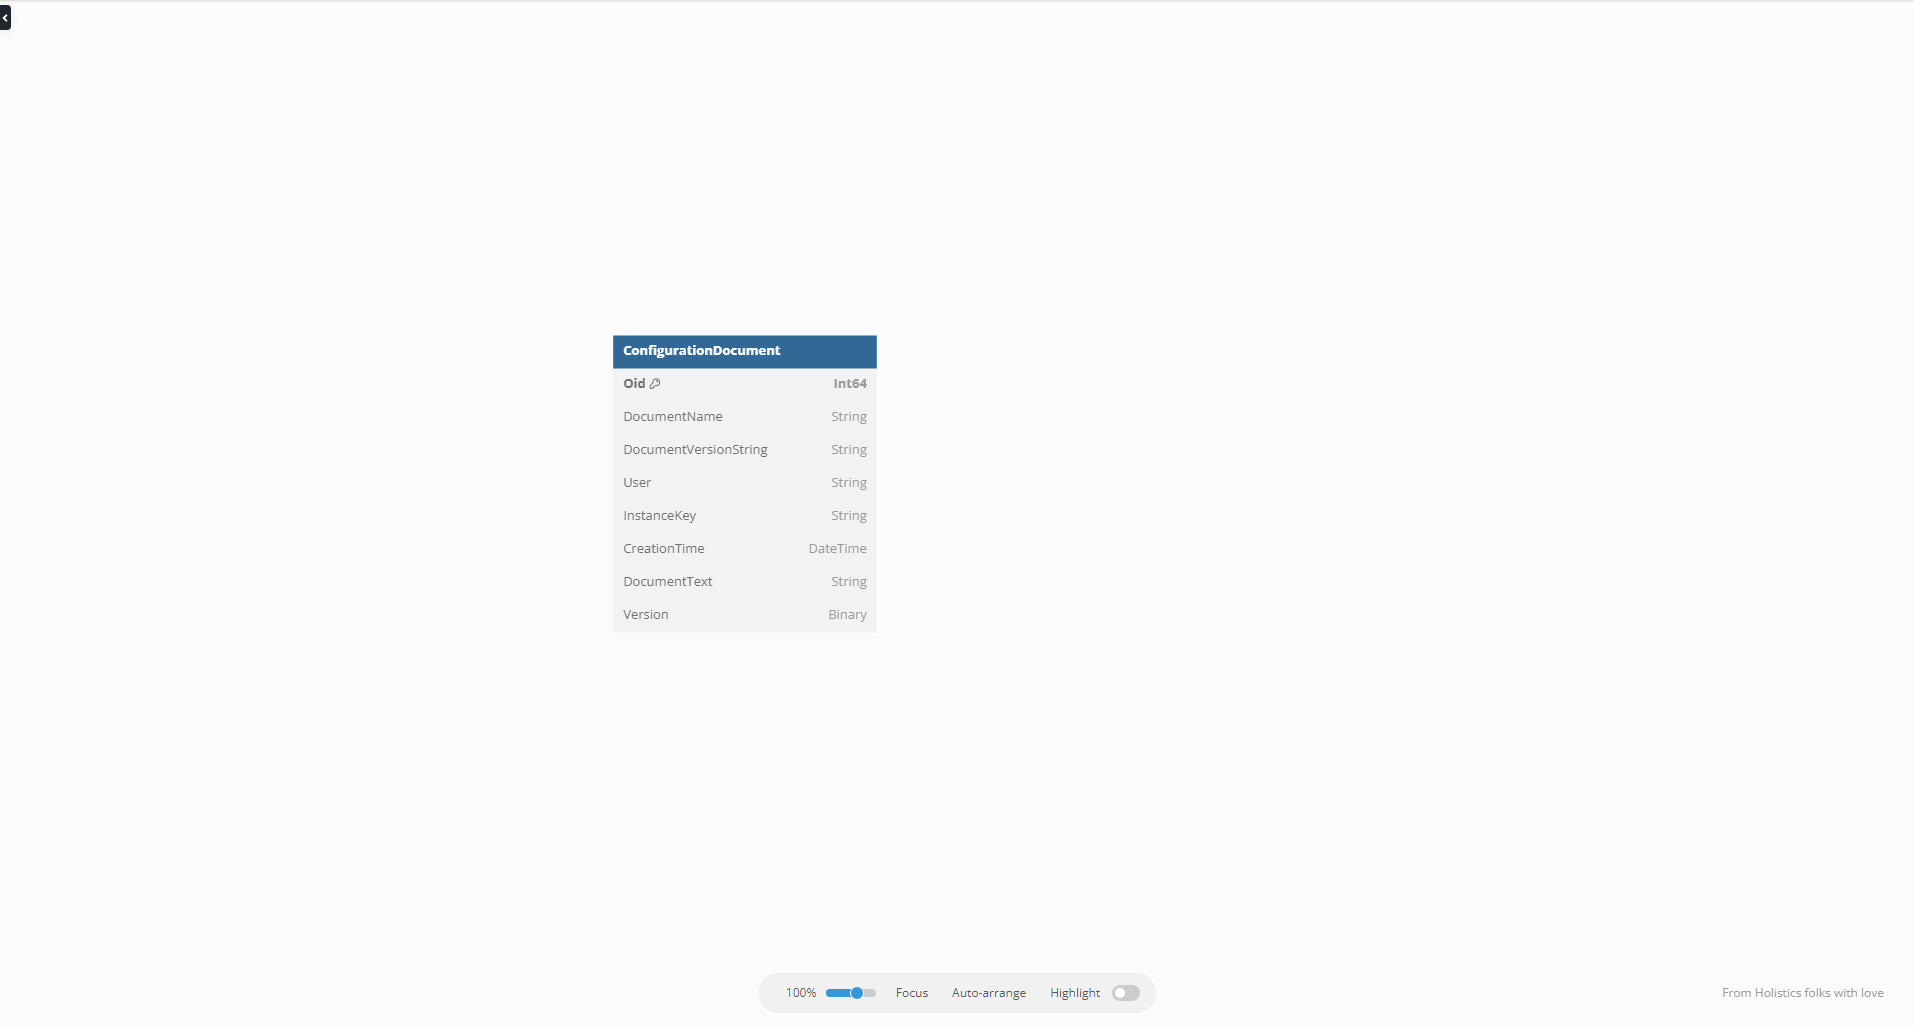 ConfigurationDocument
Oid Int64
DocumentName String
DocumentVersionString String
User String
InstanceKey String
CreationTime DateTime
DocumentText String
Version Binary
100% Focus Auto-arrange Highlight
From Holistics folks with love